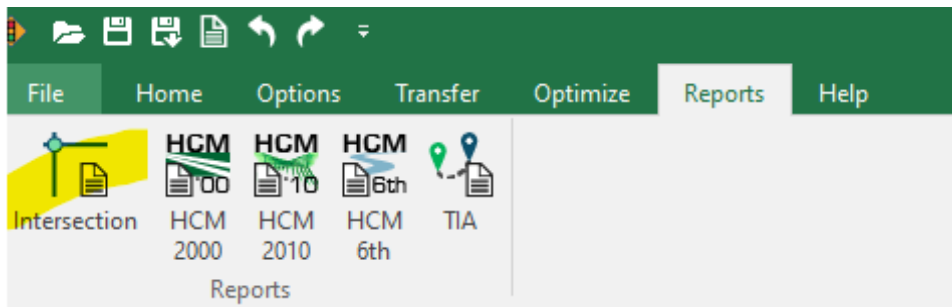 File Home Options Transfer Optimize Reports Help
HCM HCM HCM
'00 '10 6th
Intersection HCM HCM HCM TIA
2000 2010 6th
Reports